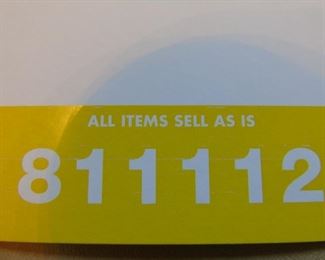 ALL ITEMS SELL AS IS
811112